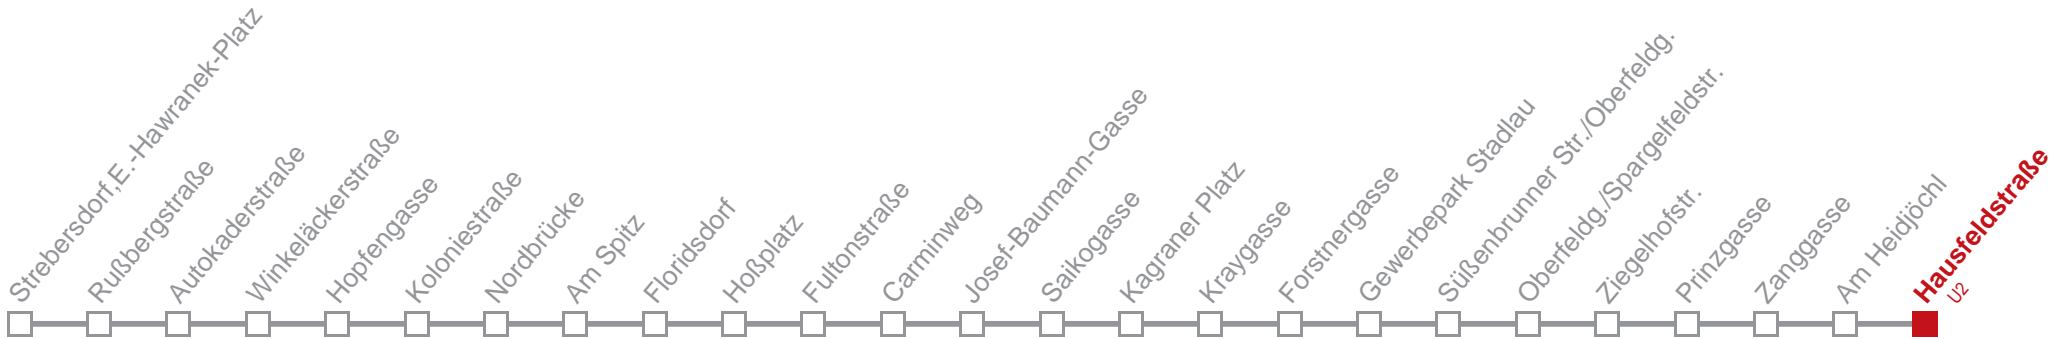 Strebersdorf,E.-Hawranek-Platz
Rußbergstraße
Autokaderstraße
Winkeläckerstraße
Hopfengasse
Koloniestraße
Nordbrücke
Am Spitz
Floridsdorf
Hoßplatz
Fultonstraße
Carminweg
Josef-Baumann-Gasse
Saikogasse
Kagraner Platz
Kraygasse
Forstnergasse
Gewerbepark Stadlau
Süßenbrunner Str./Oberfeldg.
Oberfeldg./Spargelfeldstr.
Ziegelhofstr.
Prinzgasse
Zanggasse
Am Heidjöchl
Hausfeldstraße
U2